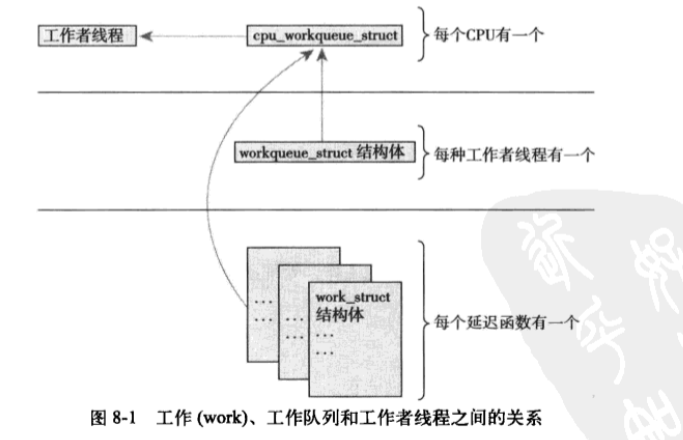 工作者线程
cpu_workqueue_struct
每个CPU有一个
workqueue_struct 结构体
每种工作者线程有一个
...
...
...
...
work_struct
结构体
...
...
每个延迟函数有一个
图 8-1 工作 (work)、工作队列和工作者线程之间的关系